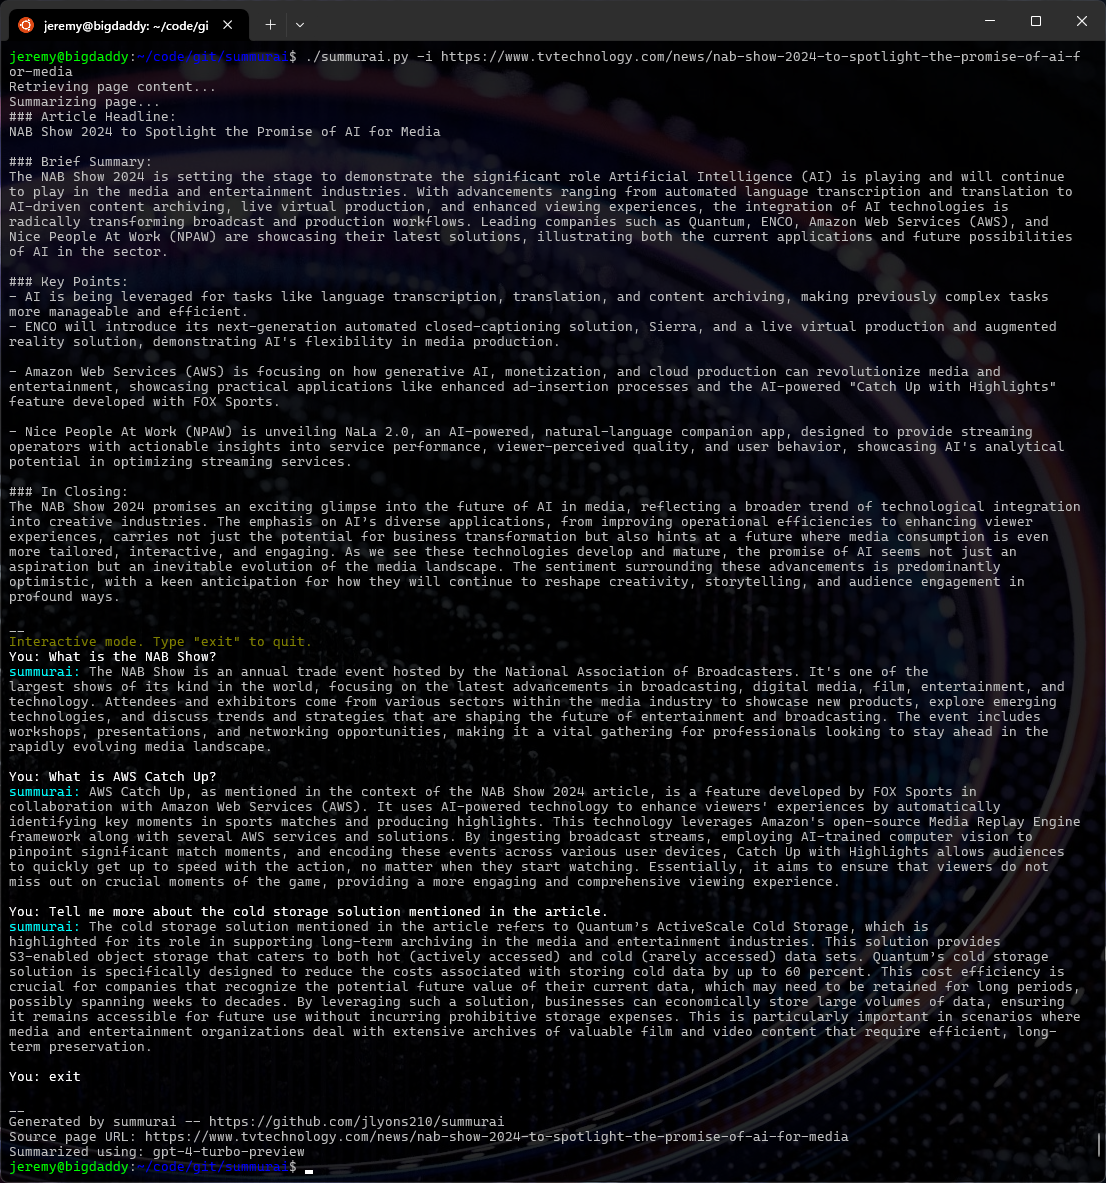 jeremy@bigdaddy: ~/code/gi
jeremy@bigdaddy:~/code/git/summurai$ ./summurai.py -i https://www.tvtechnology.com/news/nab-show-2024-to-spotlight-the-promise-of-ai-f
or-media
Retrieving page content...
Summarizing page...
### Article Headline:
NAB Show 2024 to Spotlight the Promise of AI for Media
### Brief Summary:
The NAB Show 2024 is setting the stage to demonstrate the significant role Artificial Intelligence (AI) is playing and will continue
to play in the media and entertainment industries. With advancements ranging from automated language transcription and translation to
AI-driven content archiving, live virtual production, and enhanced viewing experiences, the integration of AI technologies is
radically transforming broadcast and production workflows. Leading companies such as Quantum, ENCO, Amazon Web Services (AWS), and
Nice People At Work (NPAW) are showcasing their latest solutions, illustrating both the current applications and future possibilities
of AI in the sector.
### Key Points:
- AI is being leveraged for tasks like language transcription, translation, and content archiving, making previously complex tasks
more manageable and efficient.
- ENCO will introduce its next-generation automated closed-captioning solution, Sierra, and a live virtual production and augmented
reality solution, demonstrating AI's flexibility in media production.
- Amazon Web Services (AWS) is focusing on how generative AI, monetization, and cloud production can revolutionize media and
entertainment, showcasing practical applications like enhanced ad-insertion processes and the AI-powered "Catch Up with Highlights"
feature developed with FOX Sports.
- Nice People At Work (NPAW) is unveiling NaLa 2.0, an AI-powered, natural-language companion app, designed to provide streaming
operators with actionable insights into service performance, viewer-perceived quality, and user behavior, showcasing AI's analytical
potential in optimizing streaming services.
### In Closing:
The NAB Show 2024 promises an exciting glimpse into the future of AI in media, reflecting a broader trend of technological integration
into creative industries. The emphasis on AI’s diverse applications, from improving operational efficiencies to enhancing viewer
experiences, carries not just the potential for business transformation but also hints at a future where media consumption is even
more tailored, interactive, and engaging. As we see these technologies develop and mature, the promise of AI seems not just an
aspiration but an inevitable evolution of the media landscape. The sentiment surrounding these advancements is predominantly
optimistic, with a keen anticipation for how they will continue to reshape creativity, storytelling, and audience engagement in
profound ways.
__
Interactive mode. Type "exit" to quit.
You: What is the NAB Show?
summurai: The NAB Show is an annual trade event hosted by the National Association of Broadcasters. It's one of the
largest shows of its kind in the world, focusing on the latest advancements in broadcasting, digital media, film, entertainment, and
technology. Attendees and exhibitors come from various sectors within the media industry to showcase new products, explore emerging
technologies, and discuss trends and strategies that are shaping the future of entertainment and broadcasting. The event includes
workshops, presentations, and networking opportunities, making it a vital gathering for professionals looking to stay ahead in the
rapidly evolving media landscape.
You: What is AWS Catch Up?
summurai: AWS Catch Up, as mentioned in the context of the NAB Show 2024 article, is a feature developed by FOX Sports in
collaboration with Amazon Web Services (AWS). It uses AI-powered technology to enhance viewers' experiences by automatically
identifying key moments in sports matches and producing highlights. This technology leverages Amazon's open-source Media Replay Engine
framework along with several AWS services and solutions. By ingesting broadcast streams, employing AI-trained computer vision to
pinpoint significant match moments, and encoding these events across various user devices, Catch Up with Highlights allows audiences
to quickly get up to speed with the action, no matter when they start watching. Essentially, it aims to ensure that viewers do not
miss out on crucial moments of the game, providing a more engaging and comprehensive viewing experience.
You: Tell me more about the cold storage solution mentioned in the article.
summurai: The cold storage solution mentioned in the article refers to Quantum’s ActiveScale Cold Storage, which is
highlighted for its role in supporting long-term archiving in the media and entertainment industries. This solution provides
S3-enabled object storage that caters to both hot (actively accessed) and cold (rarely accessed) data sets. Quantum’s cold storage
solution is specifically designed to reduce the costs associated with storing cold data by up to 60 percent. This cost efficiency is
crucial for companies that recognize the potential future value of their current data, which may need to be retained for long periods,
possibly spanning weeks to decades. By leveraging such a solution, businesses can economically store large volumes of data, ensuring
it remains accessible for future use without incurring prohibitive storage expenses. This is particularly important in scenarios where
media and entertainment organizations deal with extensive archives of valuable film and video content that require efficient, long-
term preservation.
You: exit
__
Generated by summurai -- https://github.com/jlyons210/summurai
Source page URL: https://www.tvtechnology.com/news/nab-show-2024-to-spotlight-the-promise-of-ai-for-media
Summarized using: gpt-4-turbo-preview
jeremy@bigdaddy:~/code/git/summurai$